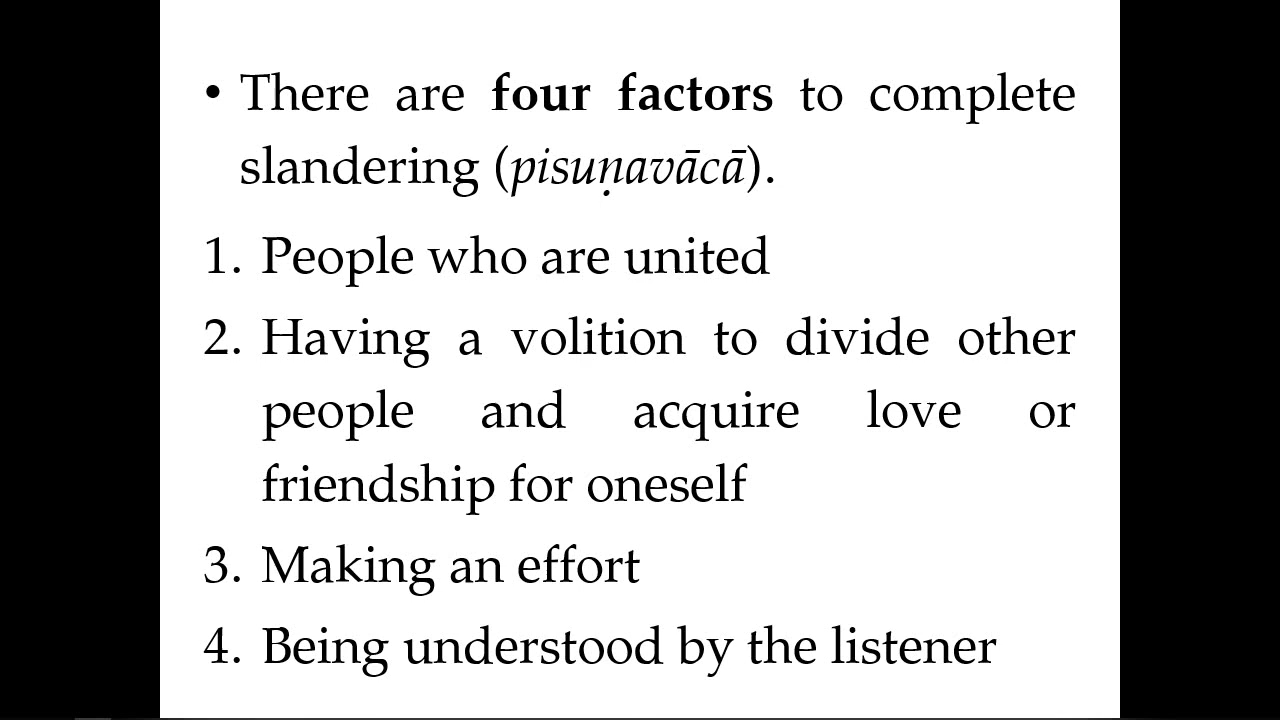 • There are four factors to complete
slandering (pisuṇavācā).
1. People who are united
2. Having a volition to divide other
people and acquire love or
friendship for oneself
3. Making an effort
4. Being understood by the listener